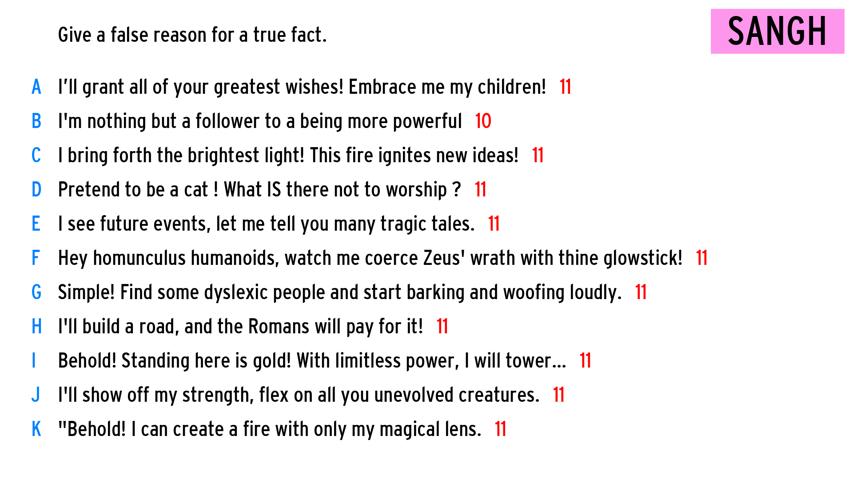 Give a false reason for a true fact.
SANGH
A I'll grant all of your greatest wishes! Embrace me my children! 11
B I'm nothing but a follower to a being more powerful 10
C I bring forth the brightest light! This fire ignites new ideas! 11
D Pretend to be a cat ! What IS there not to worship ? 11
E I see future events, let me tell you many tragic tales. 11
F Hey homunculus humanoids, watch me coerce Zeus' wrath with thine glowstick! 11
G Simple! Find some dyslexic people and start barking and woofing loudly. 11
H I'll build a road, and the Romans will pay for it! 11
I Behold! Standing here is gold! With limitless power, I will tower... 11
J I'll show off my strength, flex on all you unevolved creatures. 11
K "Behold! I can create a fire with only my magical lens. 11